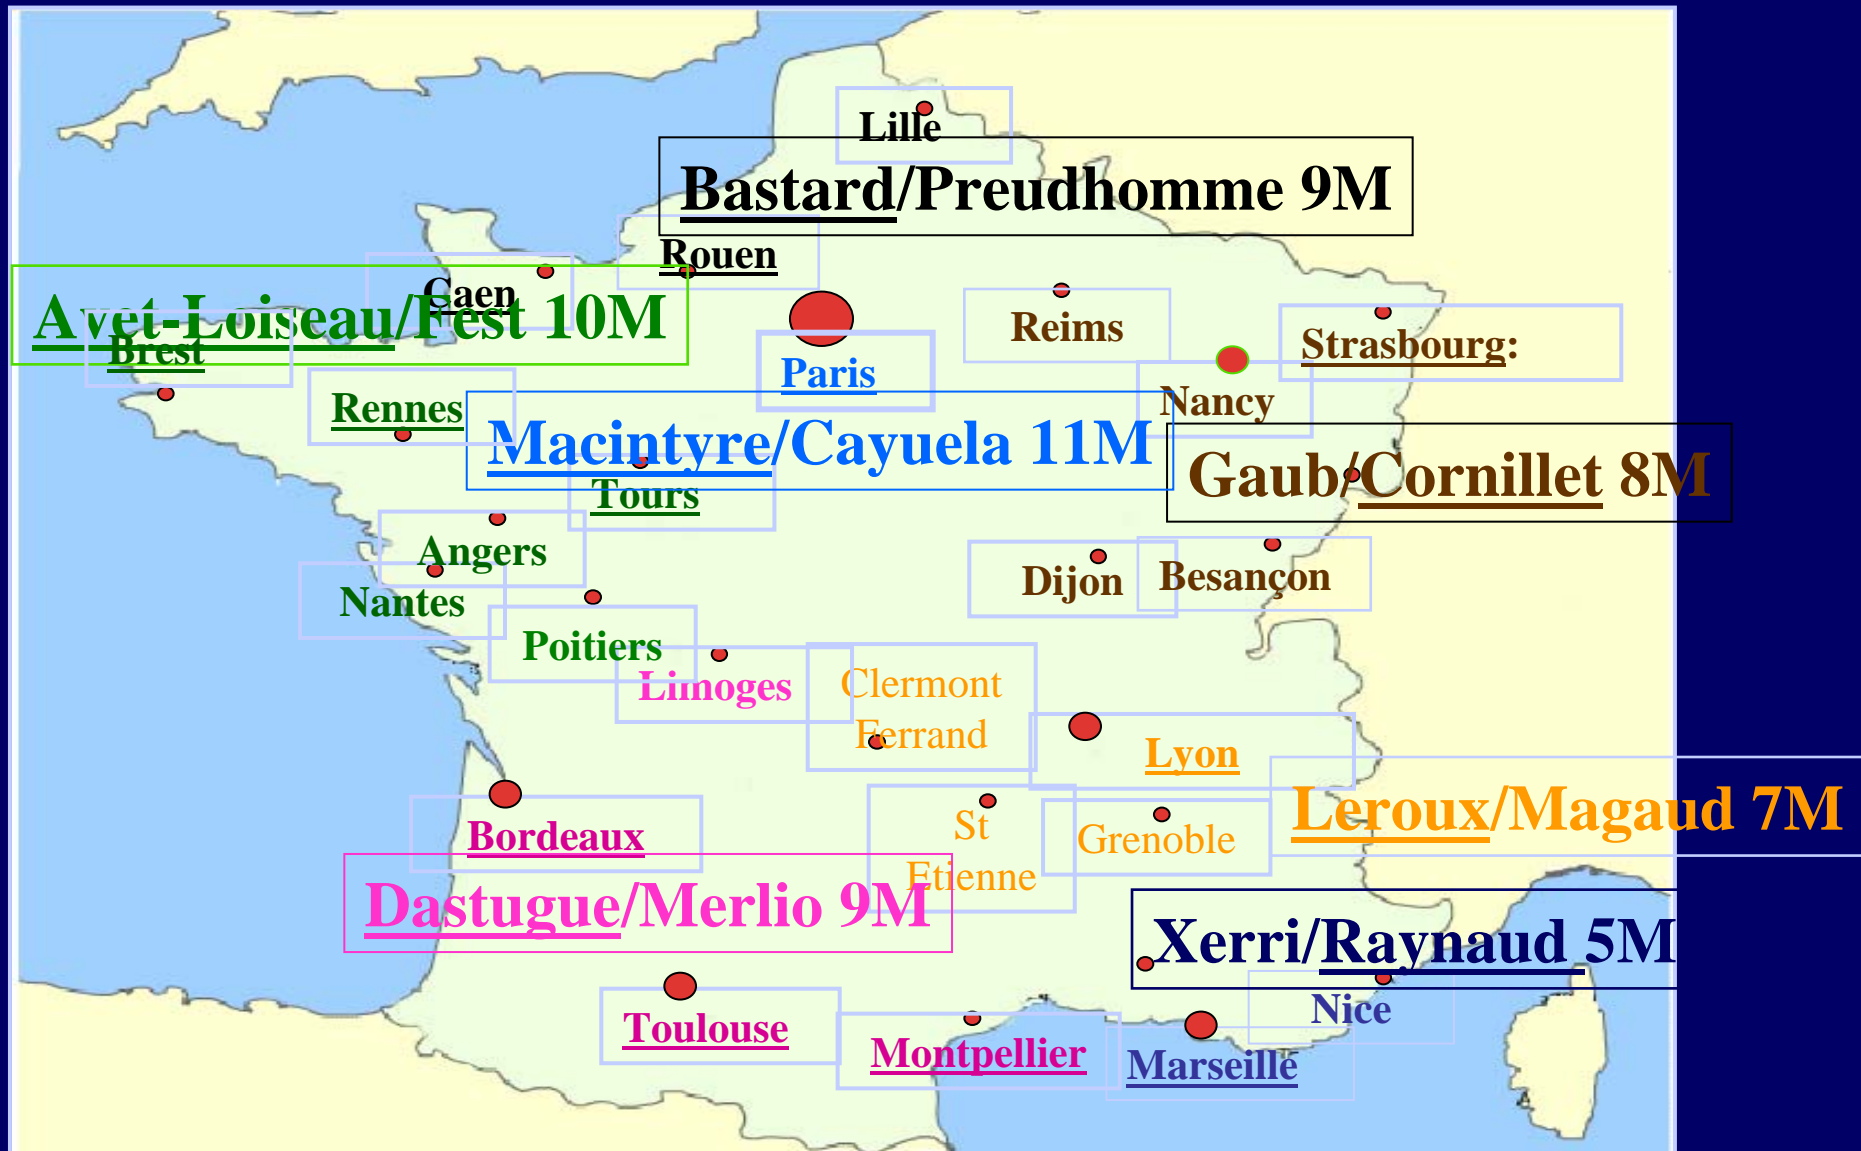 Lille
Bastard/Preudhomme 9M
Rouen
Caen
Avet-Loiseau/Fest 10M
Brest
Reims
Strasbourg:
Paris
Nancy
Rennes
Macintyre/Cayuela 11M
Gaub/Cornillet 8M
Tours
Angers
Nantes
Dijon
Besançon
Poitiers
Limoges
Clermont
Ferrand
Lyon
Leroux/Magaud 7M
Bordeaux
St
Etienne
Grenoble
Dastugue/Merlio 9M
Xerri/Raynaud 5M
Nice
Toulouse
Montpellier
Marseille